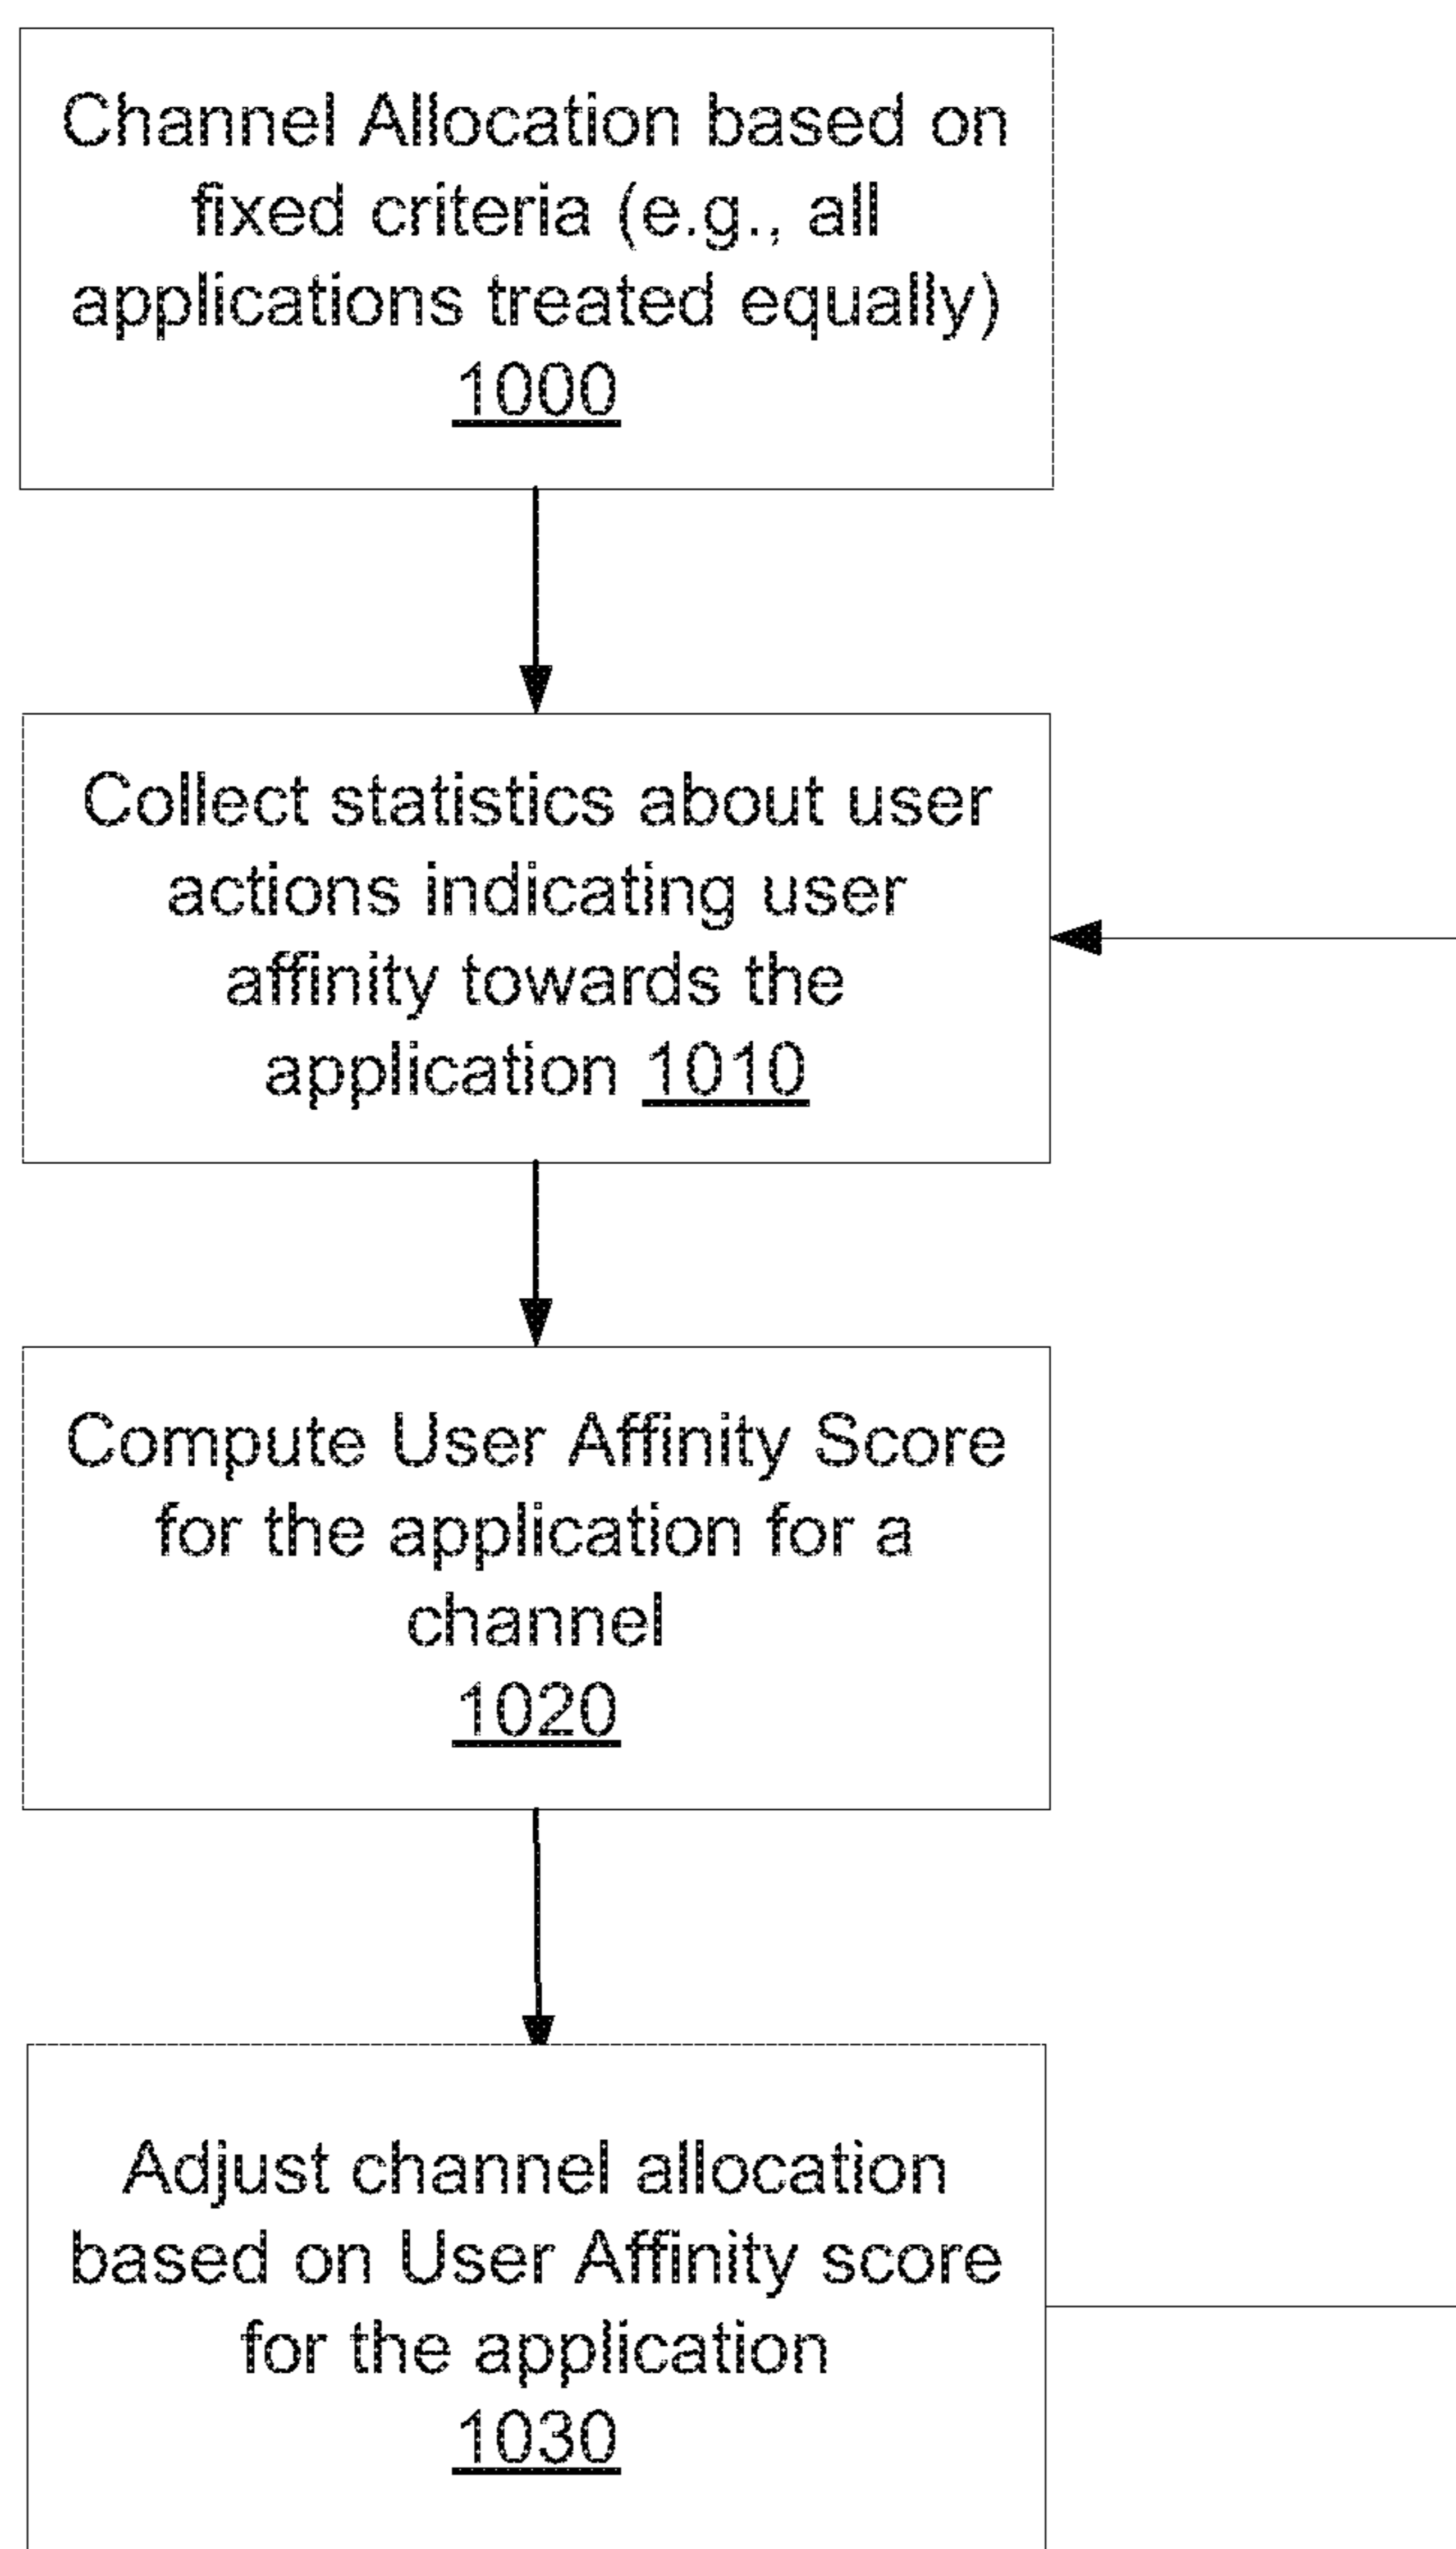 Channel Allocation based on
fixed criteria (e.g., all
applications treated equally)
1000
Collect statistics about user
actions indicating user
affinity towards the
application 1010
Compute User Affinity Score
for the application for a
channel
1020
Adjust channel allocation
based on User Affinity score
for the application
1030